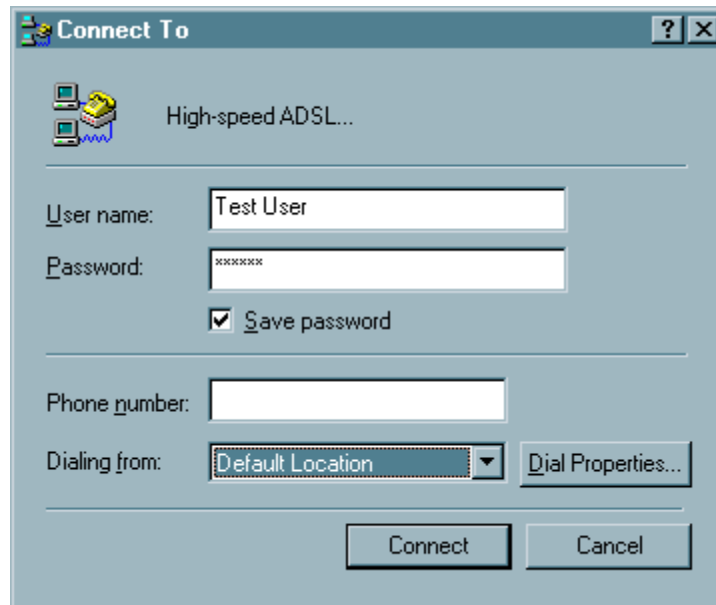 Connect To
High-speed ADSL...
User name: Test User
Password: ******
Save password
Phone number:
Dialing from: Default Location Dial Properties...
Connect Cancel